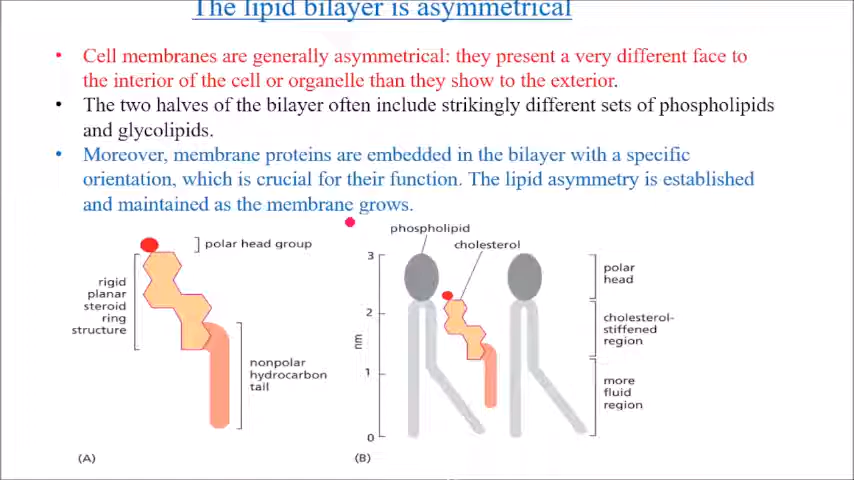 The lipid bilayer is asymmetrical
• Cell membranes are generally asymmetrical: they present a very different face to
the interior of the cell or organelle than they show to the exterior.
• The two halves of the bilayer often include strikingly different sets of phospholipids
and glycolipids.
• Moreover, membrane proteins are embedded in the bilayer with a specific
orientation, which is crucial for their function. The lipid asymmetry is established
and maintained as the membrane grows.
polar head group
rigid
planar
steroid
ring
structure
nonpolar
hydrocarbon
tail
(A)
phospholipid
cholesterol
3
2
nm
1
0
polar
head
cholesterol-
stiffened
region
more
fluid
region
(B)